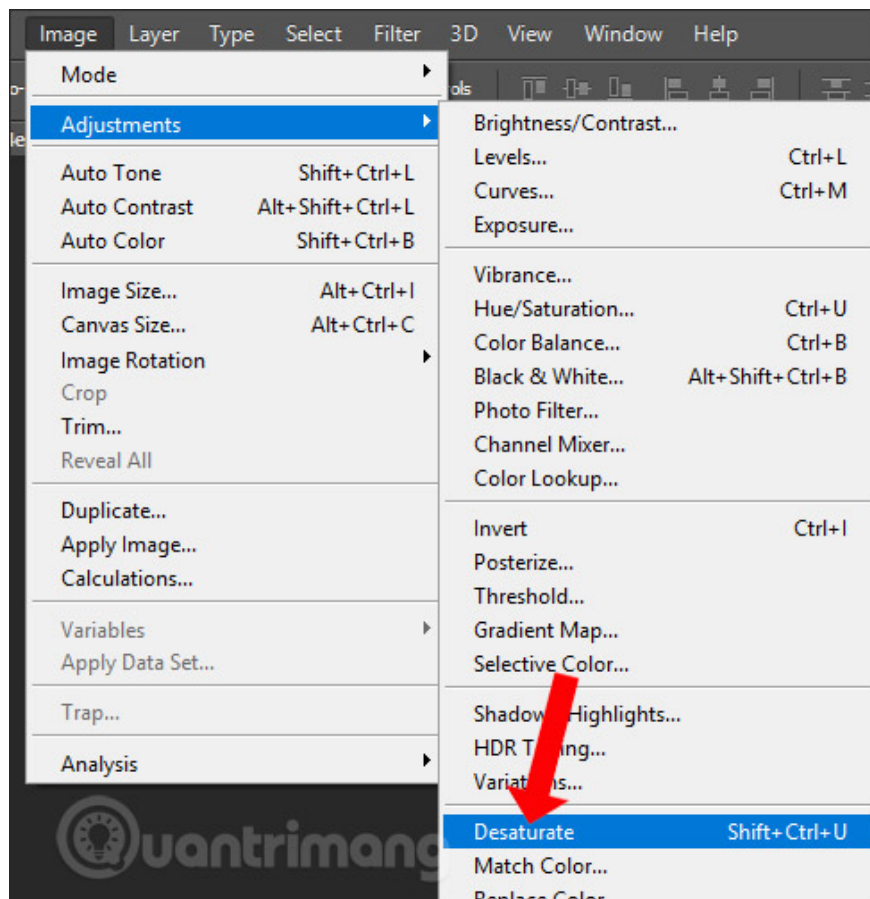 Image Layer Type Select Filter 3D View Window Help
Mode
Adjustments
Auto Tone Shift+Ctrl+L
Auto Contrast Alt+Shift+Ctrl+L
Auto Color Shift+Ctrl+B
Image Size... Alt+Ctrl+I
Canvas Size... Alt+Ctrl+C
Image Rotation
Crop
Trim...
Reveal All
Duplicate...
Apply Image...
Calculations...
Variables
Apply Data Set...
Trap...
Analysis
Brightness/Contrast...
Levels... Ctrl+L
Curves... Ctrl+M
Exposure...
Vibrance...
Hue/Saturation... Ctrl+U
Color Balance... Ctrl+B
Black & White... Alt+Shift+Ctrl+B
Photo Filter...
Channel Mixer...
Color Lookup...
Invert Ctrl+I
Posterize...
Threshold...
Gradient Map...
Selective Color...
Highlights...
HDR
Desaturate Shift+Ctrl+U
Match Color...
Replace Color...
Quantrimang